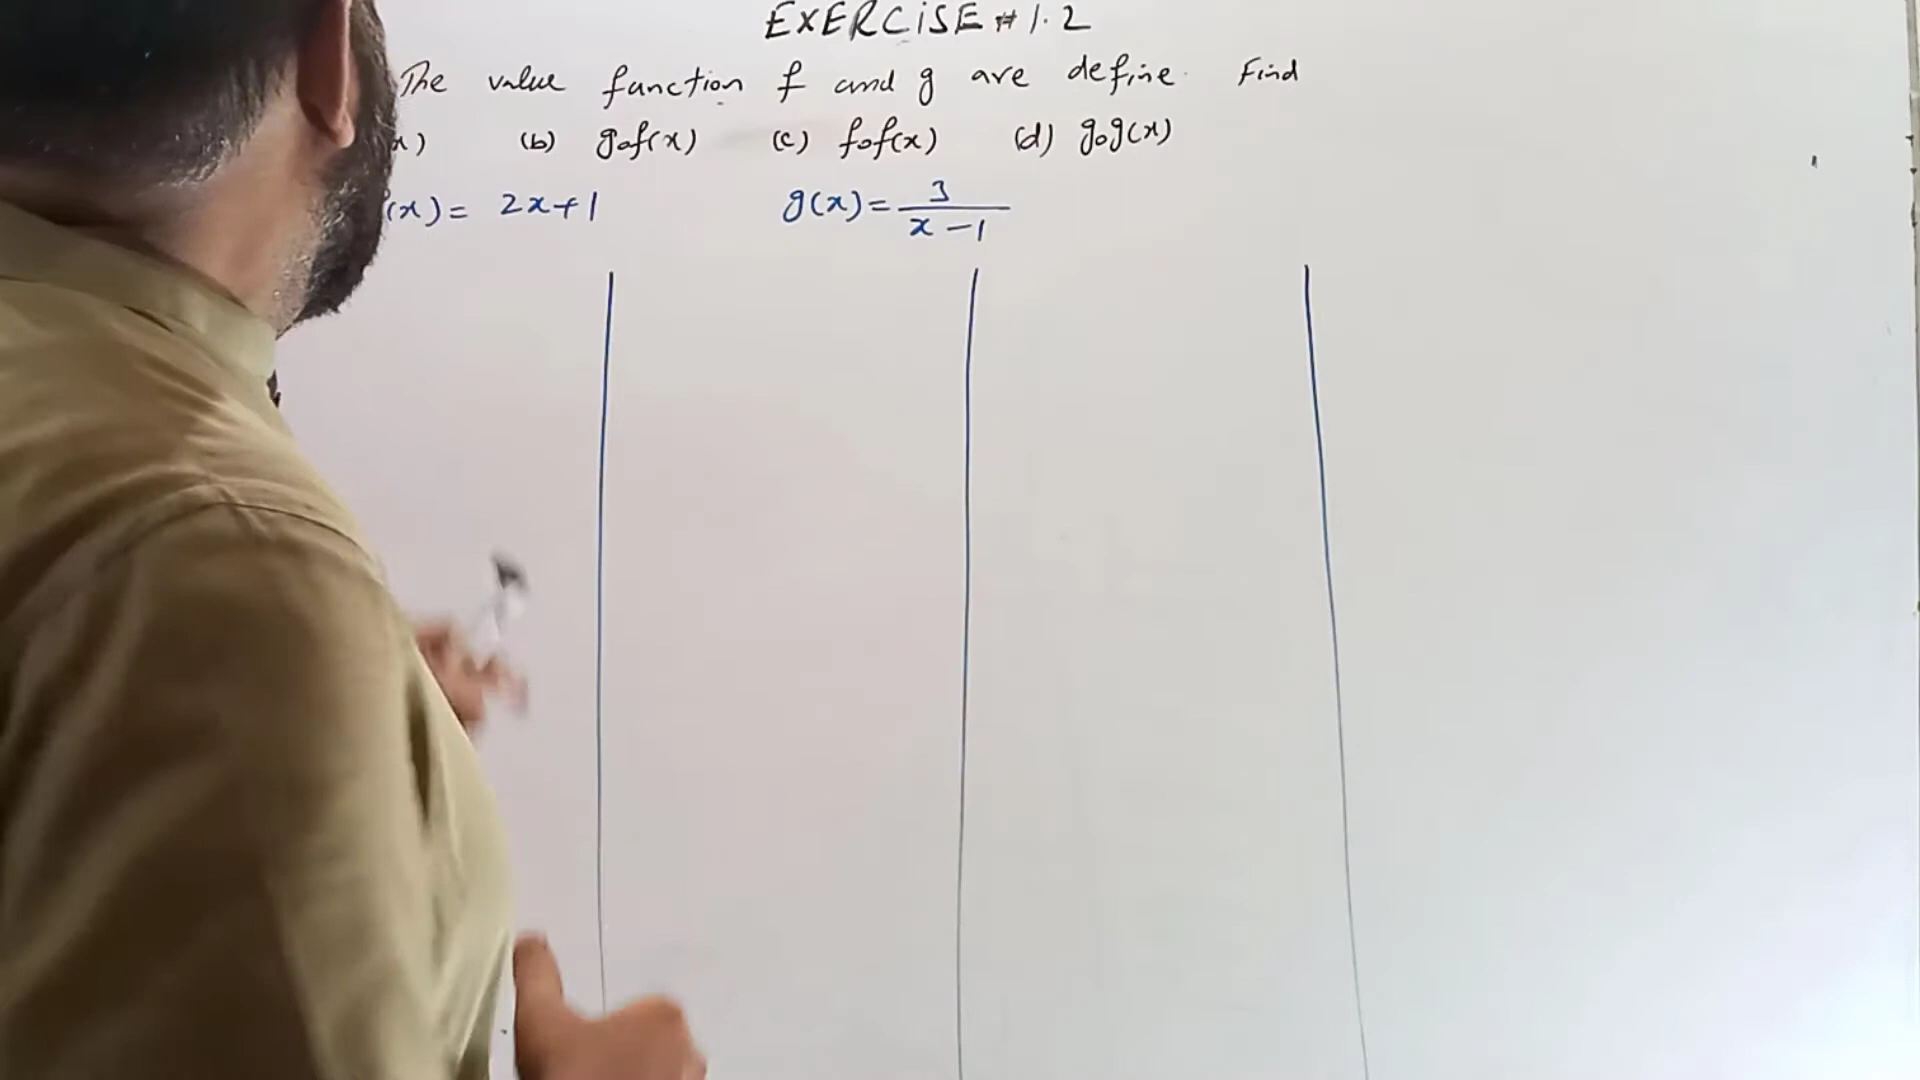 EXERCISE # 1.2
The value function f and g are define. Find
x) (b) gof(x) (c) fof(x) (d) gog(x)
(x) = 2x+1 g(x) = 3/(x-1)